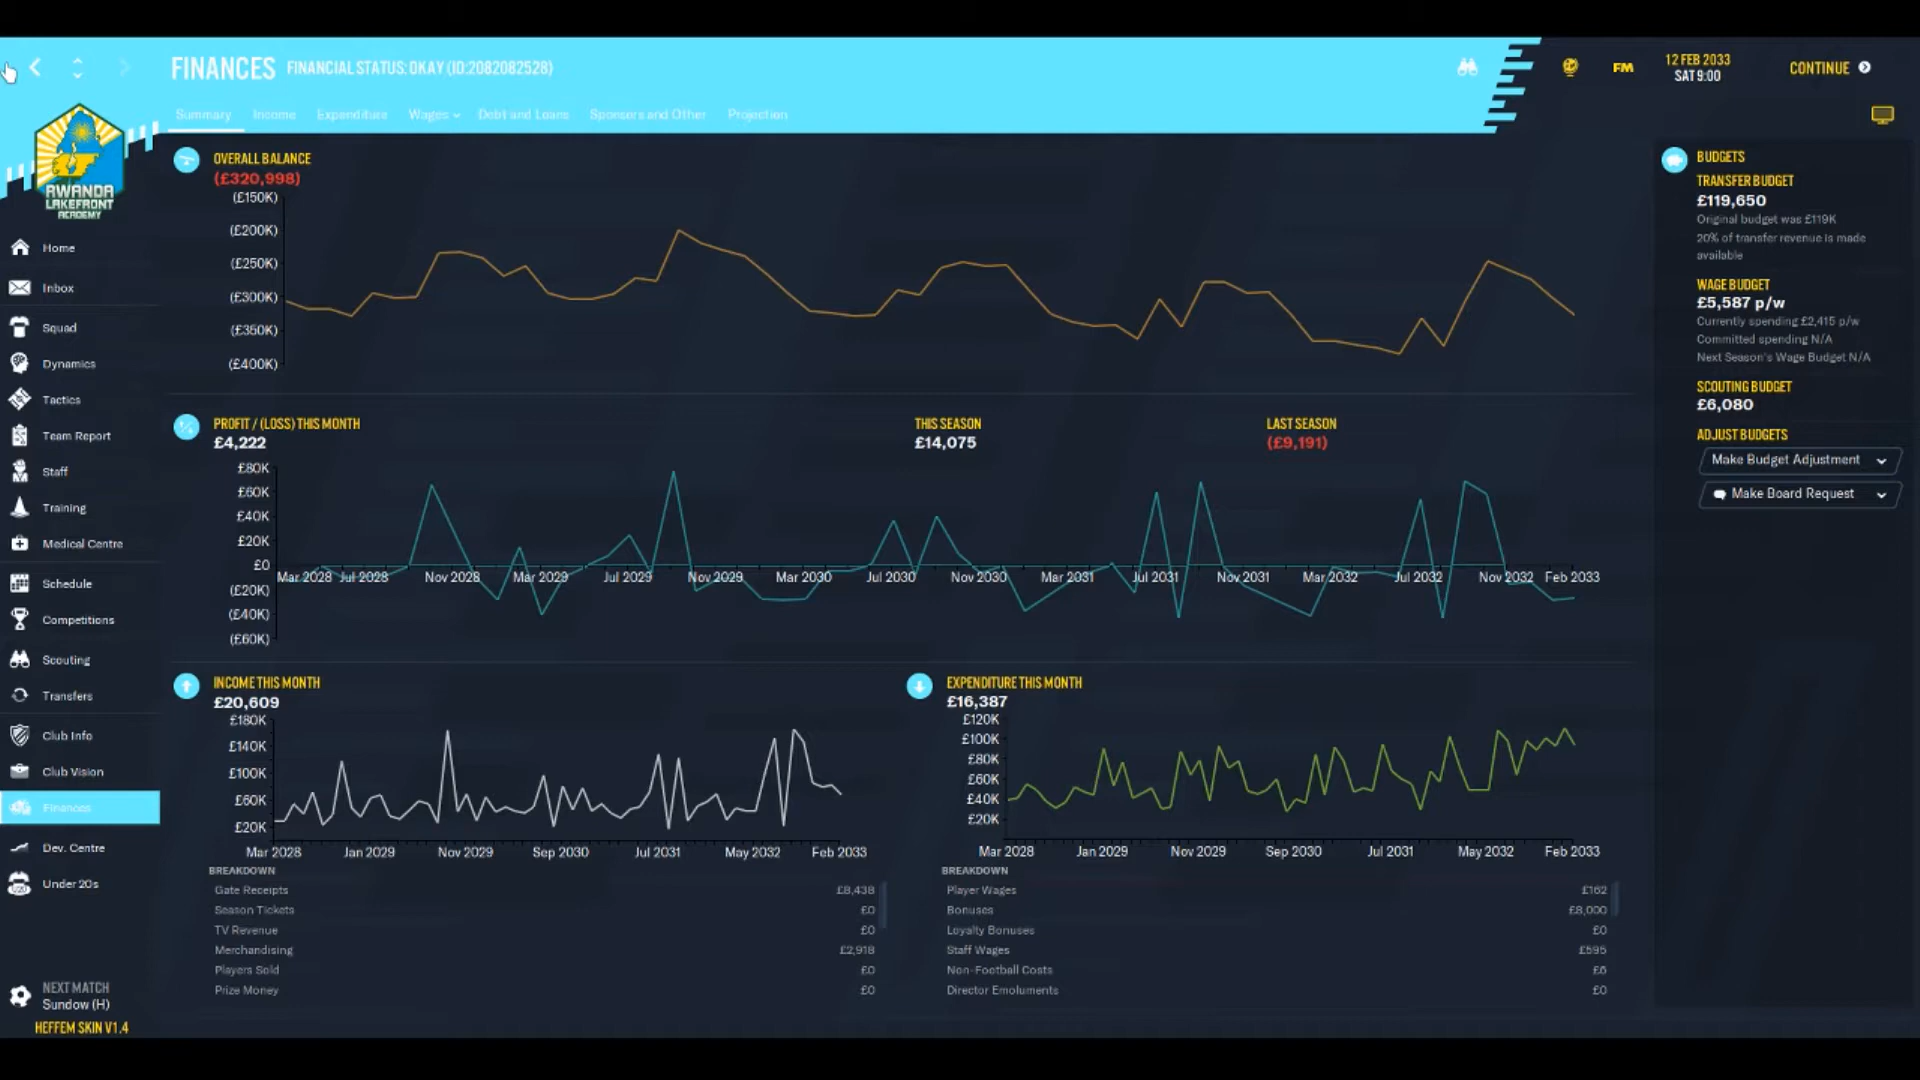 FINANCES FINANCIAL STATUS: OKAY (ID:2082082528)
FM
12 FEB 2033
SAT 9:00
CONTINUE
Summary Income Expenditure Wages Debt and Loans Sponsors and Other Projection
RWANDA
LAKEFRONT
ACADEMY
Home
Inbox
Squad
Dynamics
Tactics
Team Report
Staff
Training
Medical Centre
Schedule
Competitions
Scouting
Transfers
Club Info
Club Vision
Finances
Dev. Centre
Under 20s
NEXT MATCH
Sundow (H)
HEFFEM SKIN V1.4
OVERALL BALANCE
(£320,998)
(£150K)
(£200K)
(£250K)
(£300K)
(£350K)
(£400K)
PROFIT / (LOSS) THIS MONTH
£4,222
THIS SEASON
£14,075
LAST SEASON
(£9,191)
£80K
£60K
£40K
£20K
£0
(£20K)
(£40K)
(£60K)
Mar 2028 Jul 2028 Nov 2028 Mar 2029 Jul 2029 Nov 2029 Mar 2030 Jul 2030 Nov 2030 Mar 2031 Jul 2031 Nov 2031 Mar 2032 Jul 2032 Nov 2032 Feb 2033
INCOME THIS MONTH
£20,609
£180K
£140K
£100K
£60K
£20K
Mar 2028 Jan 2029 Nov 2029 Sep 2030 Jul 2031 May 2032 Feb 2033
BREAKDOWN
Gate Receipts £8,438
Season Tickets £0
TV Revenue £0
Merchandising £2,918
Players Sold £0
Prize Money £0
EXPENDITURE THIS MONTH
£16,387
£120K
£100K
£80K
£60K
£40K
£20K
Mar 2028 Jan 2029 Nov 2029 Sep 2030 Jul 2031 May 2032 Feb 2033
BREAKDOWN
Player Wages £162
Bonuses £8,000
Loyalty Bonuses £0
Staff Wages £595
Non-Football Costs £6
Director Emoluments £0
BUDGETS
TRANSFER BUDGET
£119,650
Original budget was £119K
20% of transfer revenue is made
available
WAGE BUDGET
£5,587 p/w
Currently spending £2,415 p/w
Committed spending N/A
Next Season's Wage Budget N/A
SCOUTING BUDGET
£6,080
ADJUST BUDGETS
Make Budget Adjustment
Make Board Request